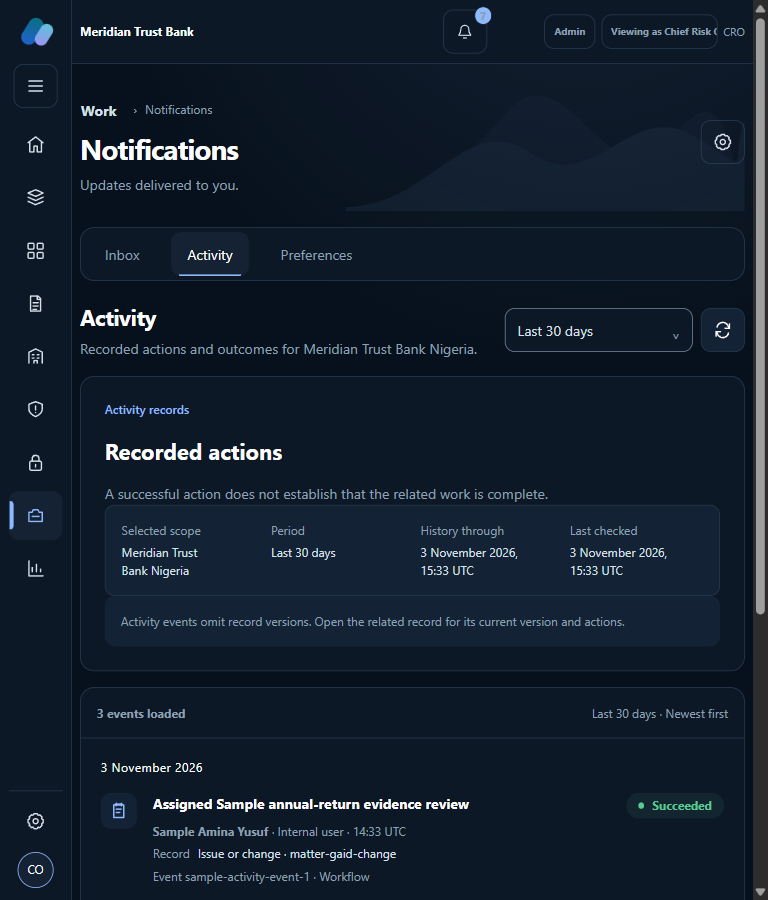 Meridian Trust Bank
7
Admin
Viewing as Chief Risk
CRO
Work › Notifications
Notifications
Updates delivered to you.
Inbox
Activity
Preferences
Activity
Recorded actions and outcomes for Meridian Trust Bank Nigeria.
Last 30 days
Activity records
Recorded actions
A successful action does not establish that the related work is complete.
Selected scope
Meridian Trust
Bank Nigeria
Period
Last 30 days
History through
3 November 2026,
15:33 UTC
Last checked
3 November 2026,
15:33 UTC
Activity events omit record versions. Open the related record for its current version and actions.
3 events loaded
Last 30 days · Newest first
3 November 2026
Assigned Sample annual-return evidence review
Succeeded
Sample Amina Yusuf · Internal user · 14:33 UTC
Record Issue or change · matter-gaid-change
Event sample-activity-event-1 · Workflow
CO